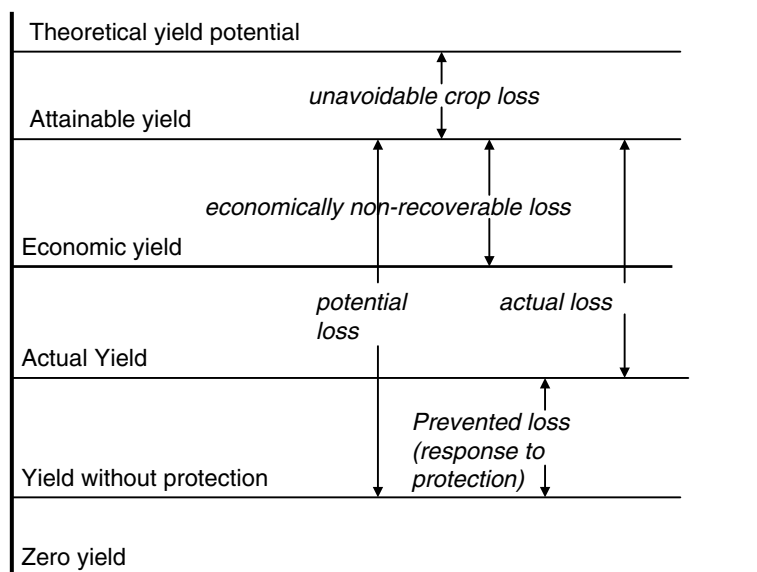 Theoretical yield potential
unavoidable crop loss
Attainable yield
economically non-recoverable loss
Economic yield
potential
loss
actual loss
Actual Yield
Prevented loss
(response to
protection)
Yield without protection
Zero yield